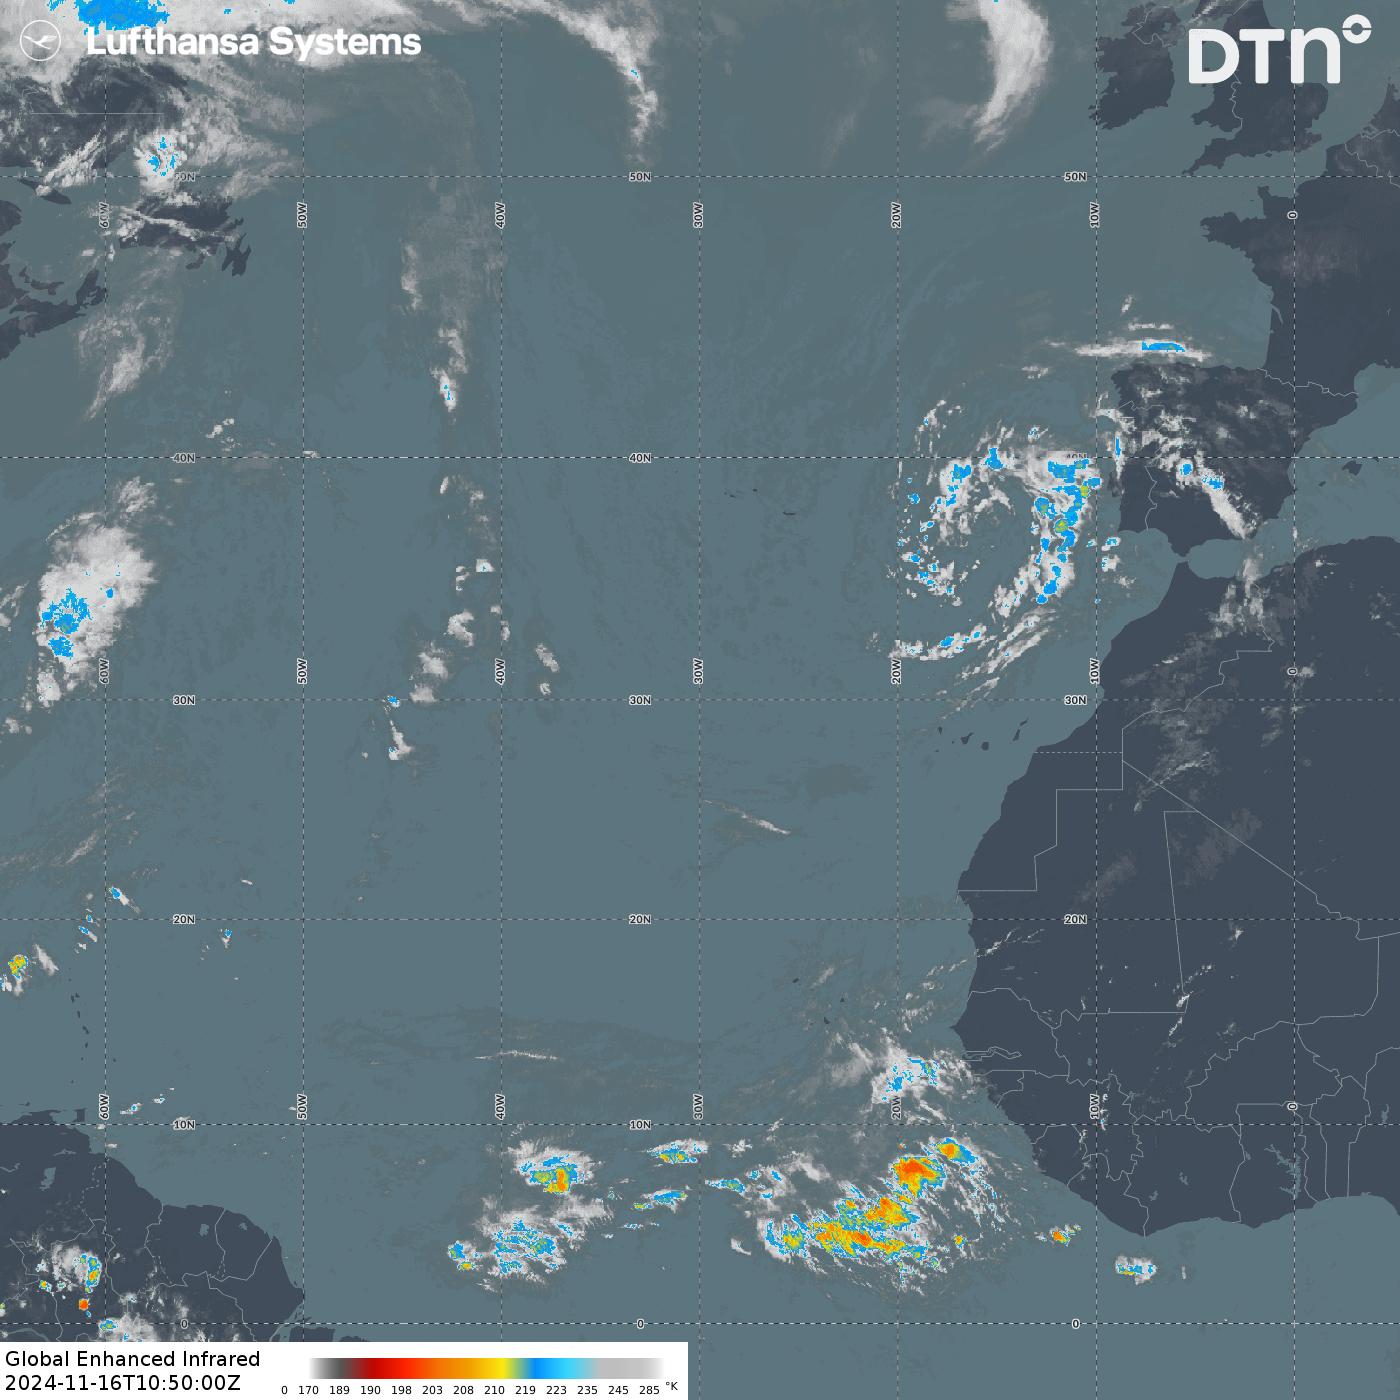 Lufthansa Systems
DTN
50N 50N 50N
60W 50W 40W 30W 20W 10W 0
40N 40N 40N
60W 50W 40W 30W 20W 10W 0
30N 30N 30N
20N 20N 20N
60W 50W 40W 30W 20W 10W 0
10N 10N 10N
0 0 0
Global Enhanced Infrared
2024-11-16T10:50:00Z
0 170 189 190 198 203 208 210 219 223 235 245 285 °K